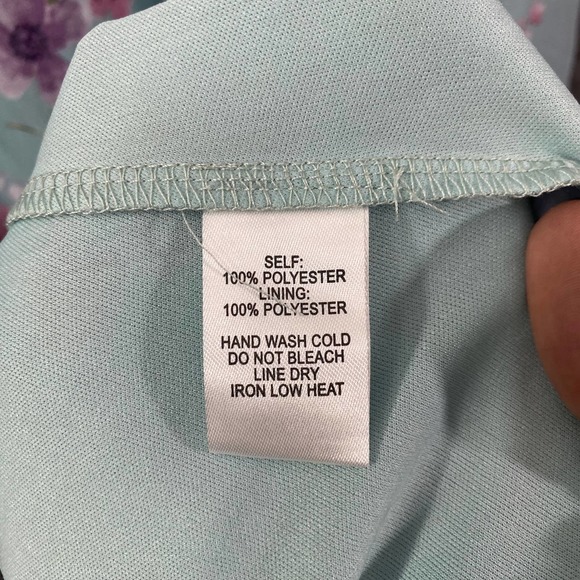 SELF:
100% POLYESTER
LINING:
100% POLYESTER
HAND WASH COLD
DO NOT BLEACH
LINE DRY
IRON LOW HEAT